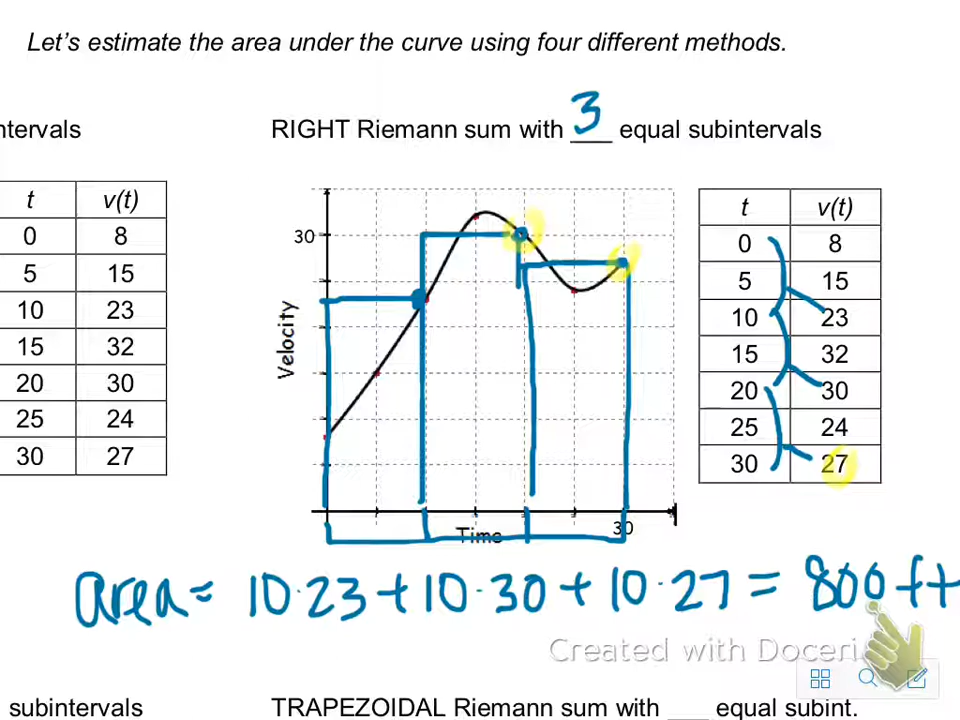 Let's estimate the area under the curve using four different methods.
ntervals
RIGHT Riemann sum with 3 equal subintervals
t v(t)
0 8
5 15
10 23
15 32
20 30
25 24
30 27
30
Velocity
Time
30
t v(t)
0 8
5 15
10 23
15 32
20 30
25 24
30 27
area = 10·23 + 10·30 + 10·27 = 800 ft
Created with Doceri
subintervals
TRAPEZOIDAL Riemann sum with ___ equal subint.